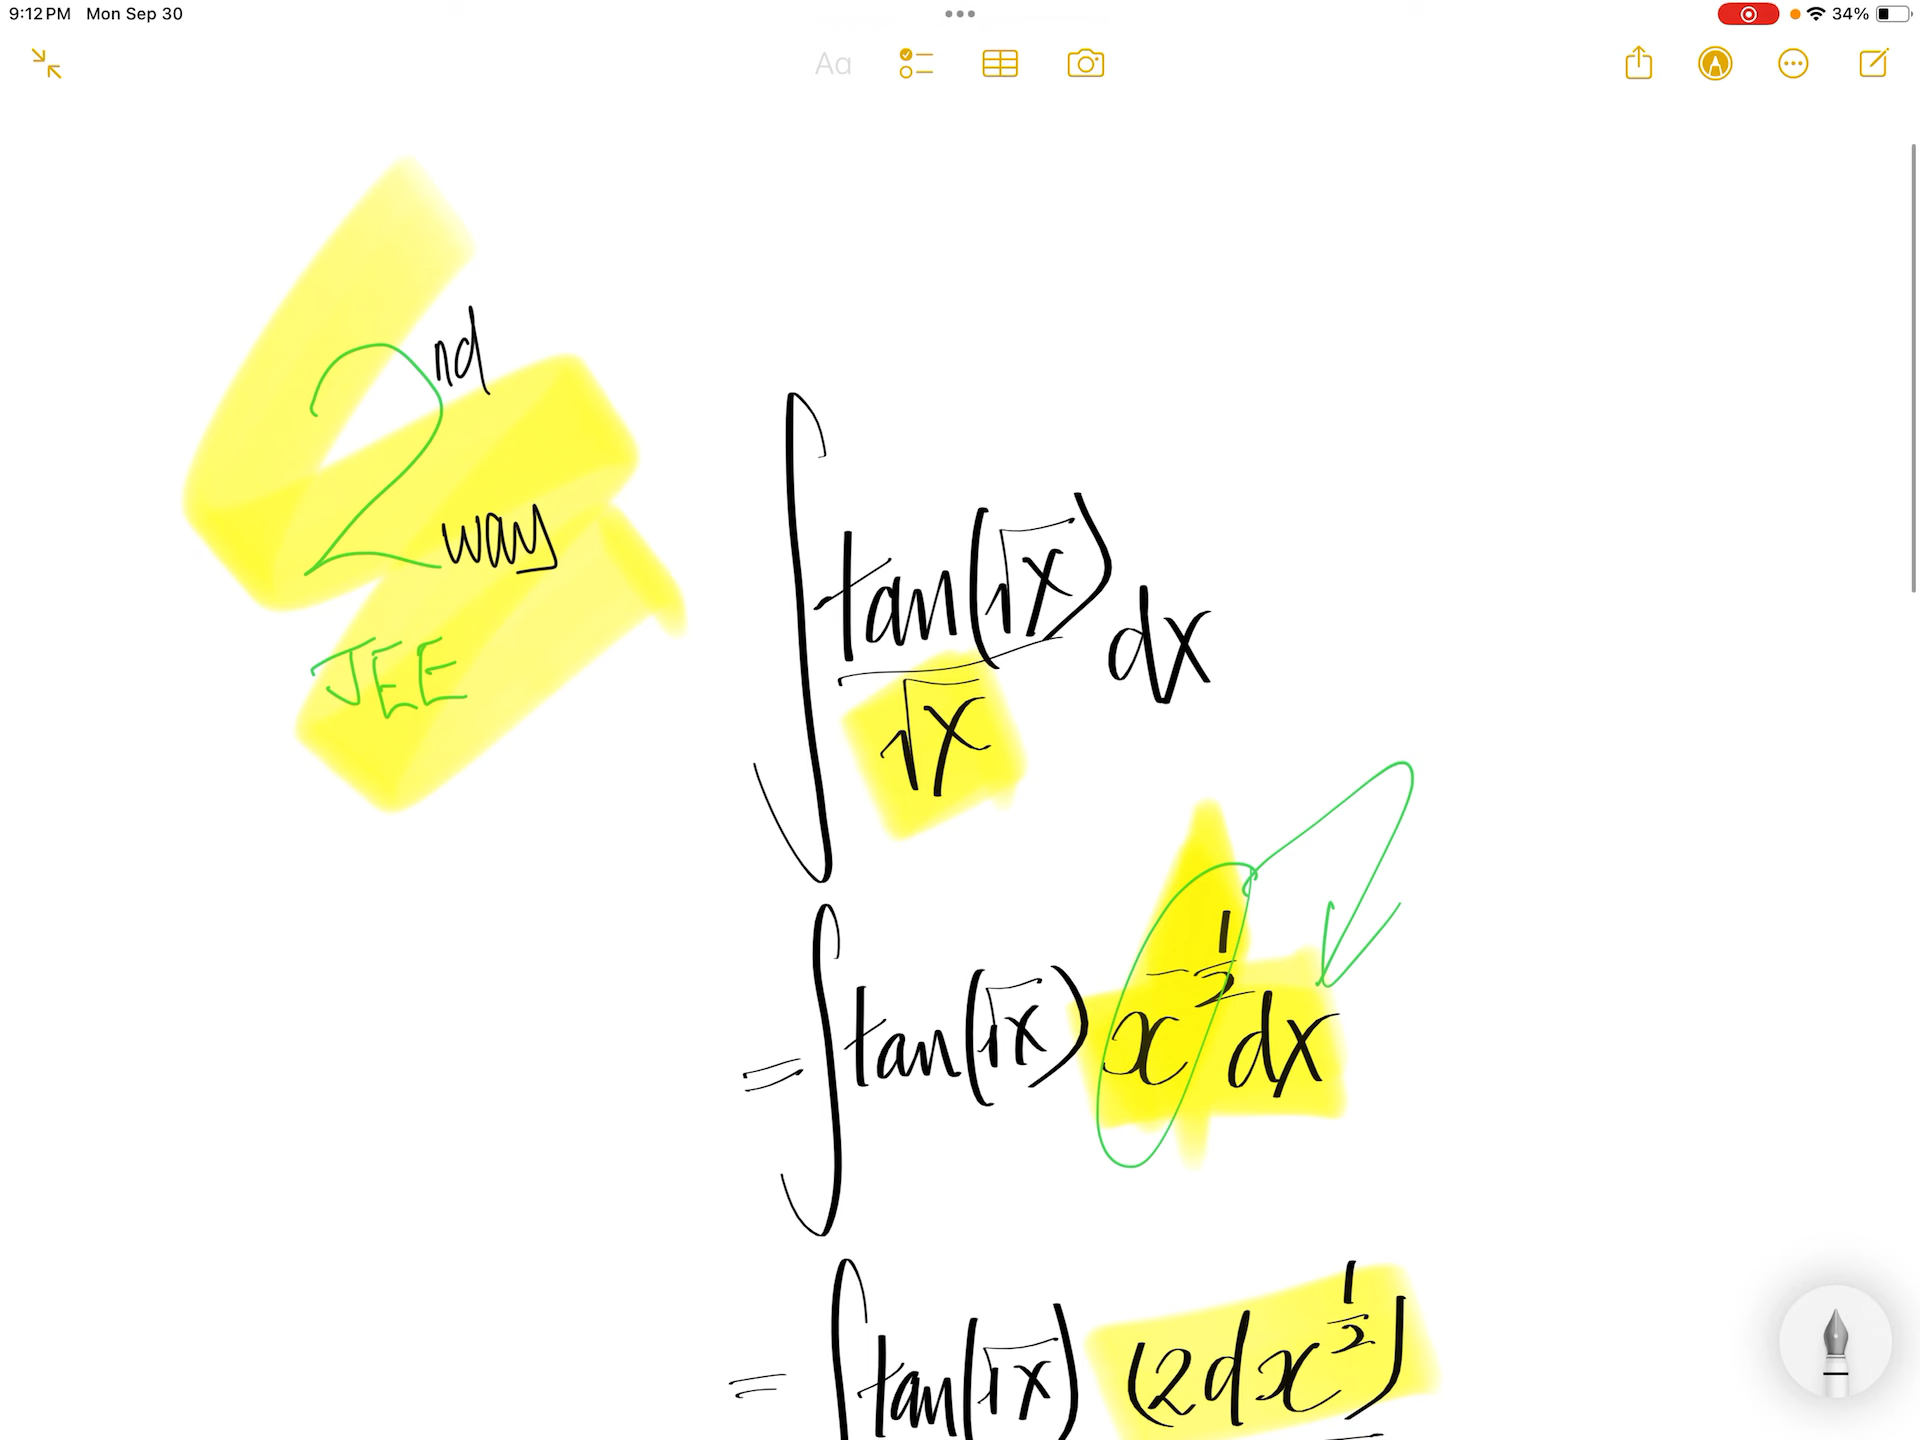 9:12 PM Mon Sep 30
34%
Aa
2nd
way
JEE
∫ tan(√x)/√x dx
= ∫ tan(√x) x^(-1/2) dx
= ∫ tan(√x) (2dx^(1/2))